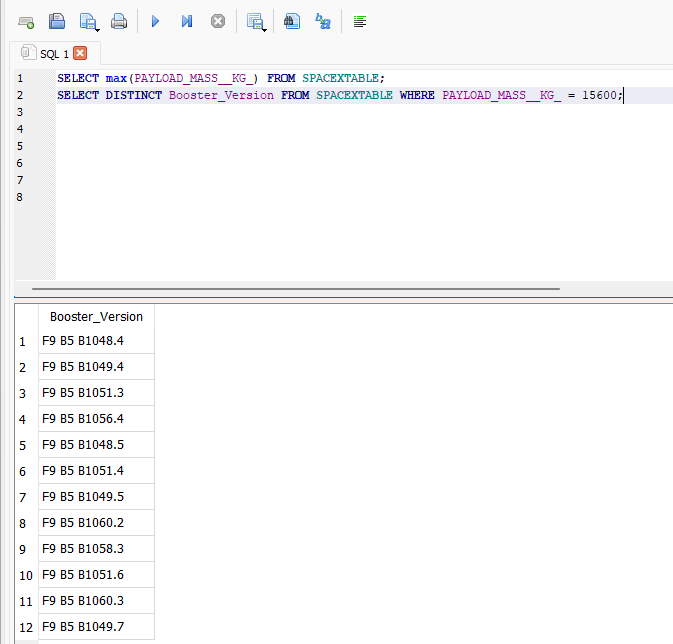 SQL 1
1 SELECT max(PAYLOAD_MASS__KG_) FROM SPACEXTABLE;
2 SELECT DISTINCT Booster_Version FROM SPACEXTABLE WHERE PAYLOAD_MASS__KG_ = 15600;
3
4
5
6
7
8
Booster_Version
1 F9 B5 B1048.4
2 F9 B5 B1049.4
3 F9 B5 B1051.3
4 F9 B5 B1056.4
5 F9 B5 B1048.5
6 F9 B5 B1051.4
7 F9 B5 B1049.5
8 F9 B5 B1060.2
9 F9 B5 B1058.3
10 F9 B5 B1051.6
11 F9 B5 B1060.3
12 F9 B5 B1049.7